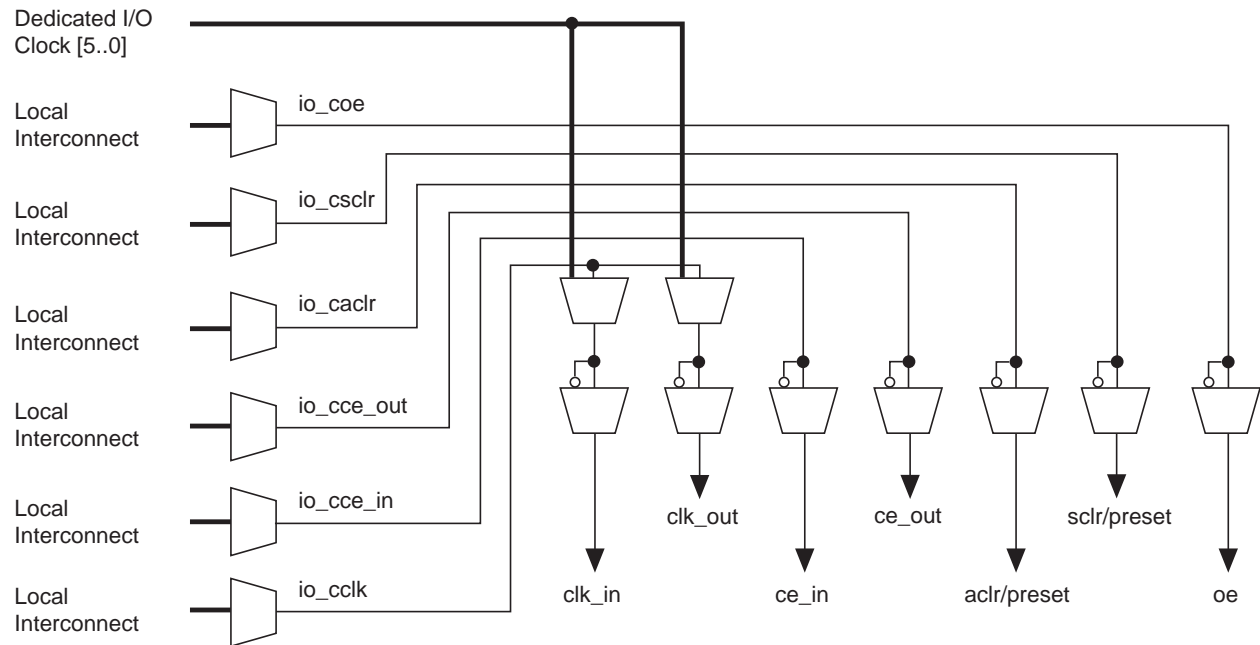 Dedicated I/O
Clock [5..0]
Local
Interconnect
io_coe
Local
Interconnect
io_csclr
Local
Interconnect
io_caclr
Local
Interconnect
io_cce_out
Local
Interconnect
io_cce_in
Local
Interconnect
io_cclk
clk_out
ce_out
sclr/preset
clk_in
ce_in
aclr/preset
oe